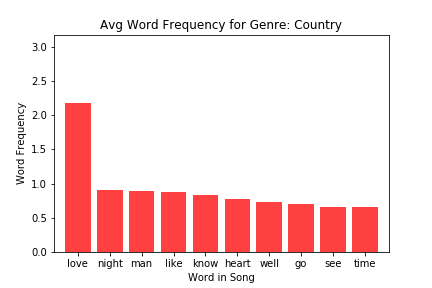 Avg Word Frequency for Genre: Country
Word Frequency
3.0
2.5
2.0
1.5
1.0
0.5
0.0
love night man like know heart well go see time
Word in Song